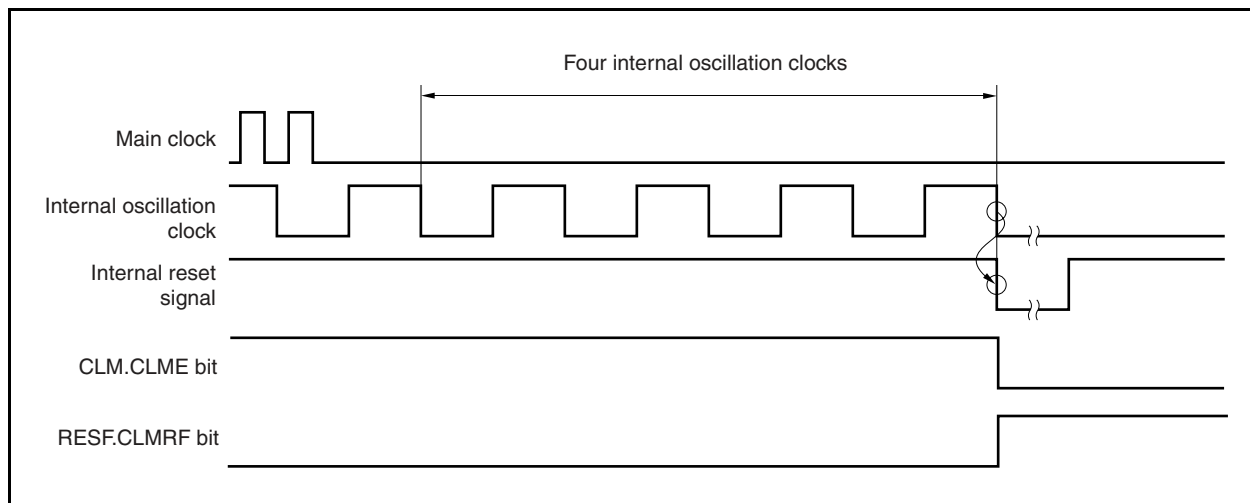 Four internal oscillation clocks
Main clock
Internal oscillation
clock
Internal reset
signal
CLM.CLME bit
RESF.CLMRF bit